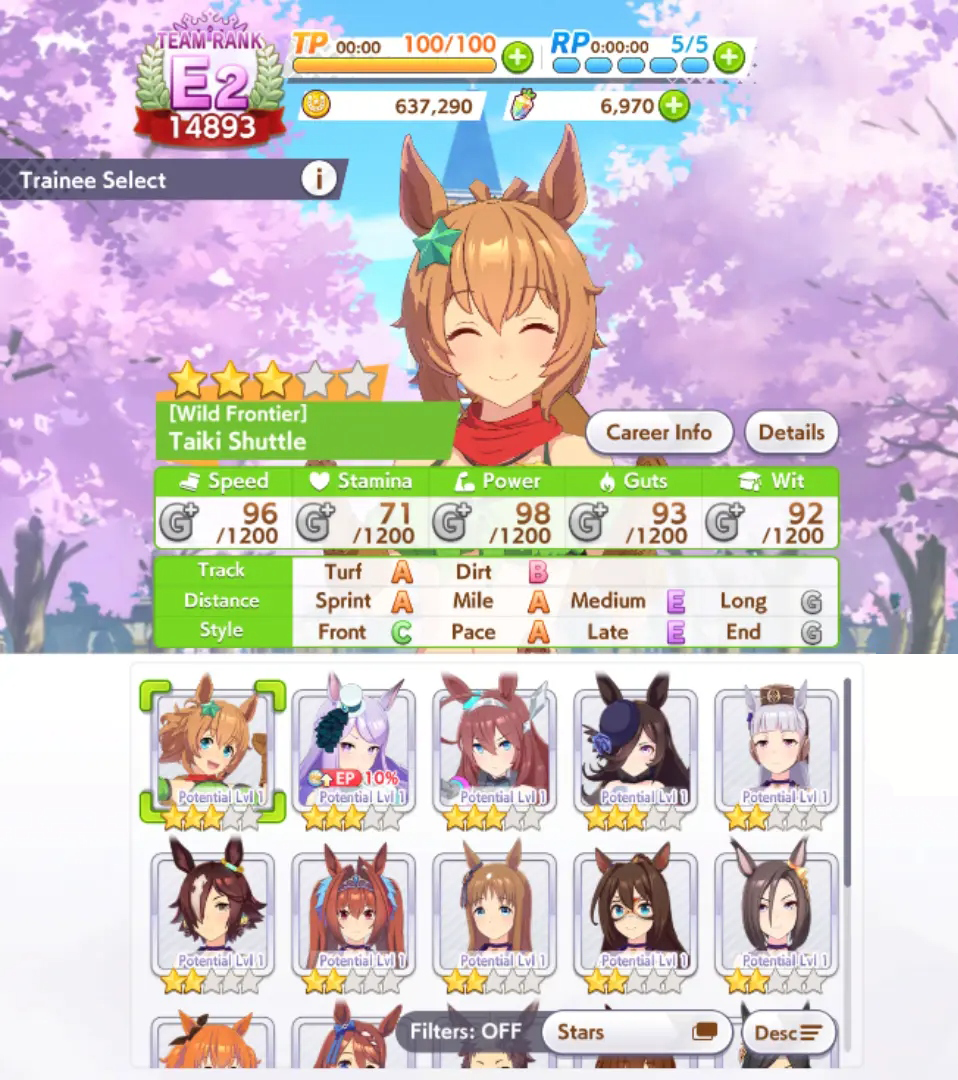 TEAM RANK
E2
14893
TP 00:00 100/100
RP 0:00:00 5/5
637,290
6,970
Trainee Select
[Wild Frontier]
Taiki Shuttle
Career Info
Details
Speed Stamina Power Guts Wit
G+ 96 /1200 G+ 71 /1200 G+ 98 /1200 G+ 93 /1200 G+ 92 /1200
Track Turf A Dirt B
Distance Sprint A Mile A Medium E Long G
Style Front C Pace A Late E End G
EP 10%
Potential Lvl 1 Potential Lvl 1 Potential Lvl 1 Potential Lvl 1 Potential Lvl 1
Potential Lvl 1 Potential Lvl 1 Potential Lvl 1 Potential Lvl 1 Potential Lvl 1
Filters: OFF
Stars
Desc